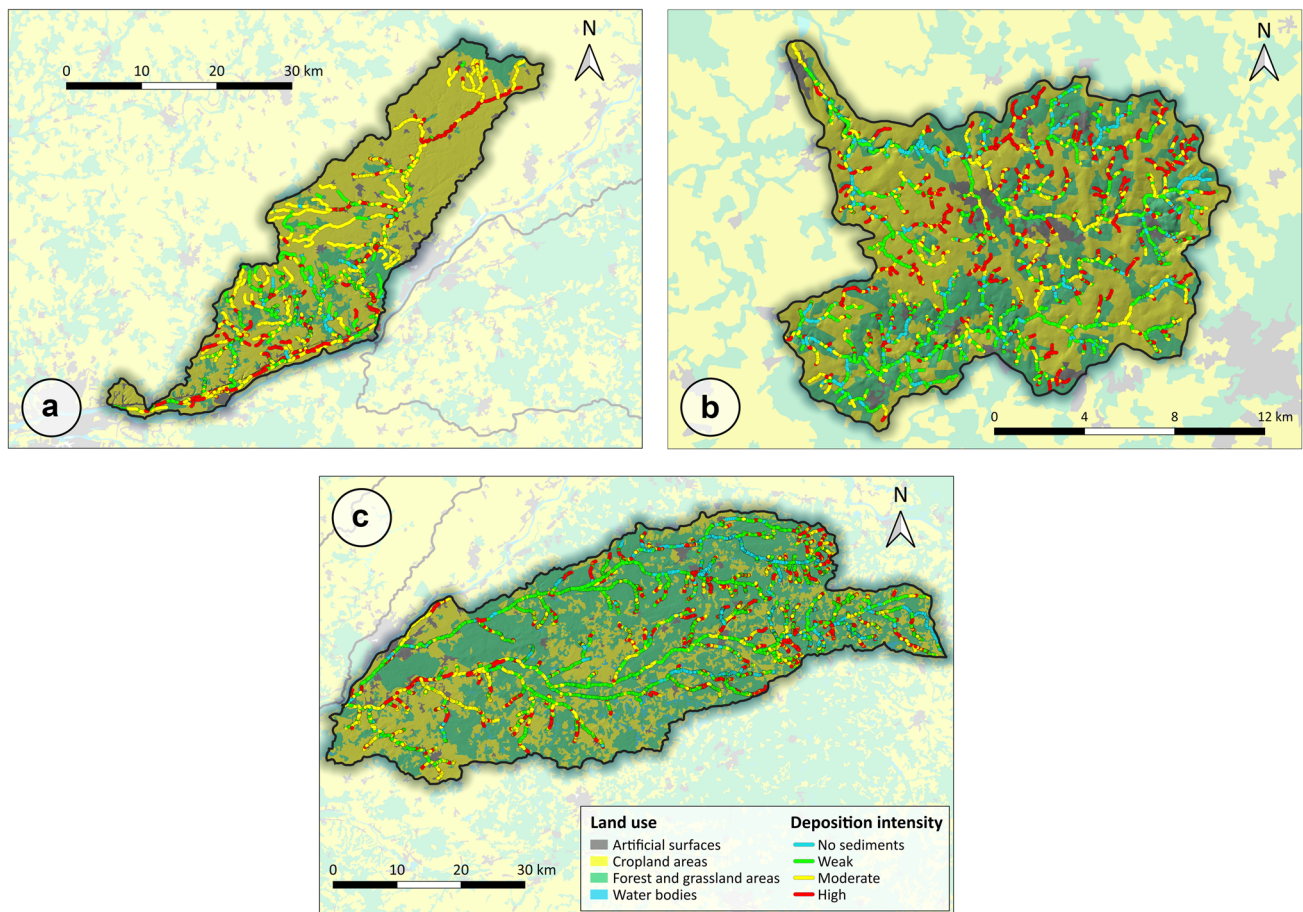 N
0 10 20 30 km
a
N
b
0 4 8 12 km
c
N
Land use
Artificial surfaces
Cropland areas
Forest and grassland areas
Water bodies
Deposition intensity
No sediments
Weak
Moderate
High
0 10 20 30 km